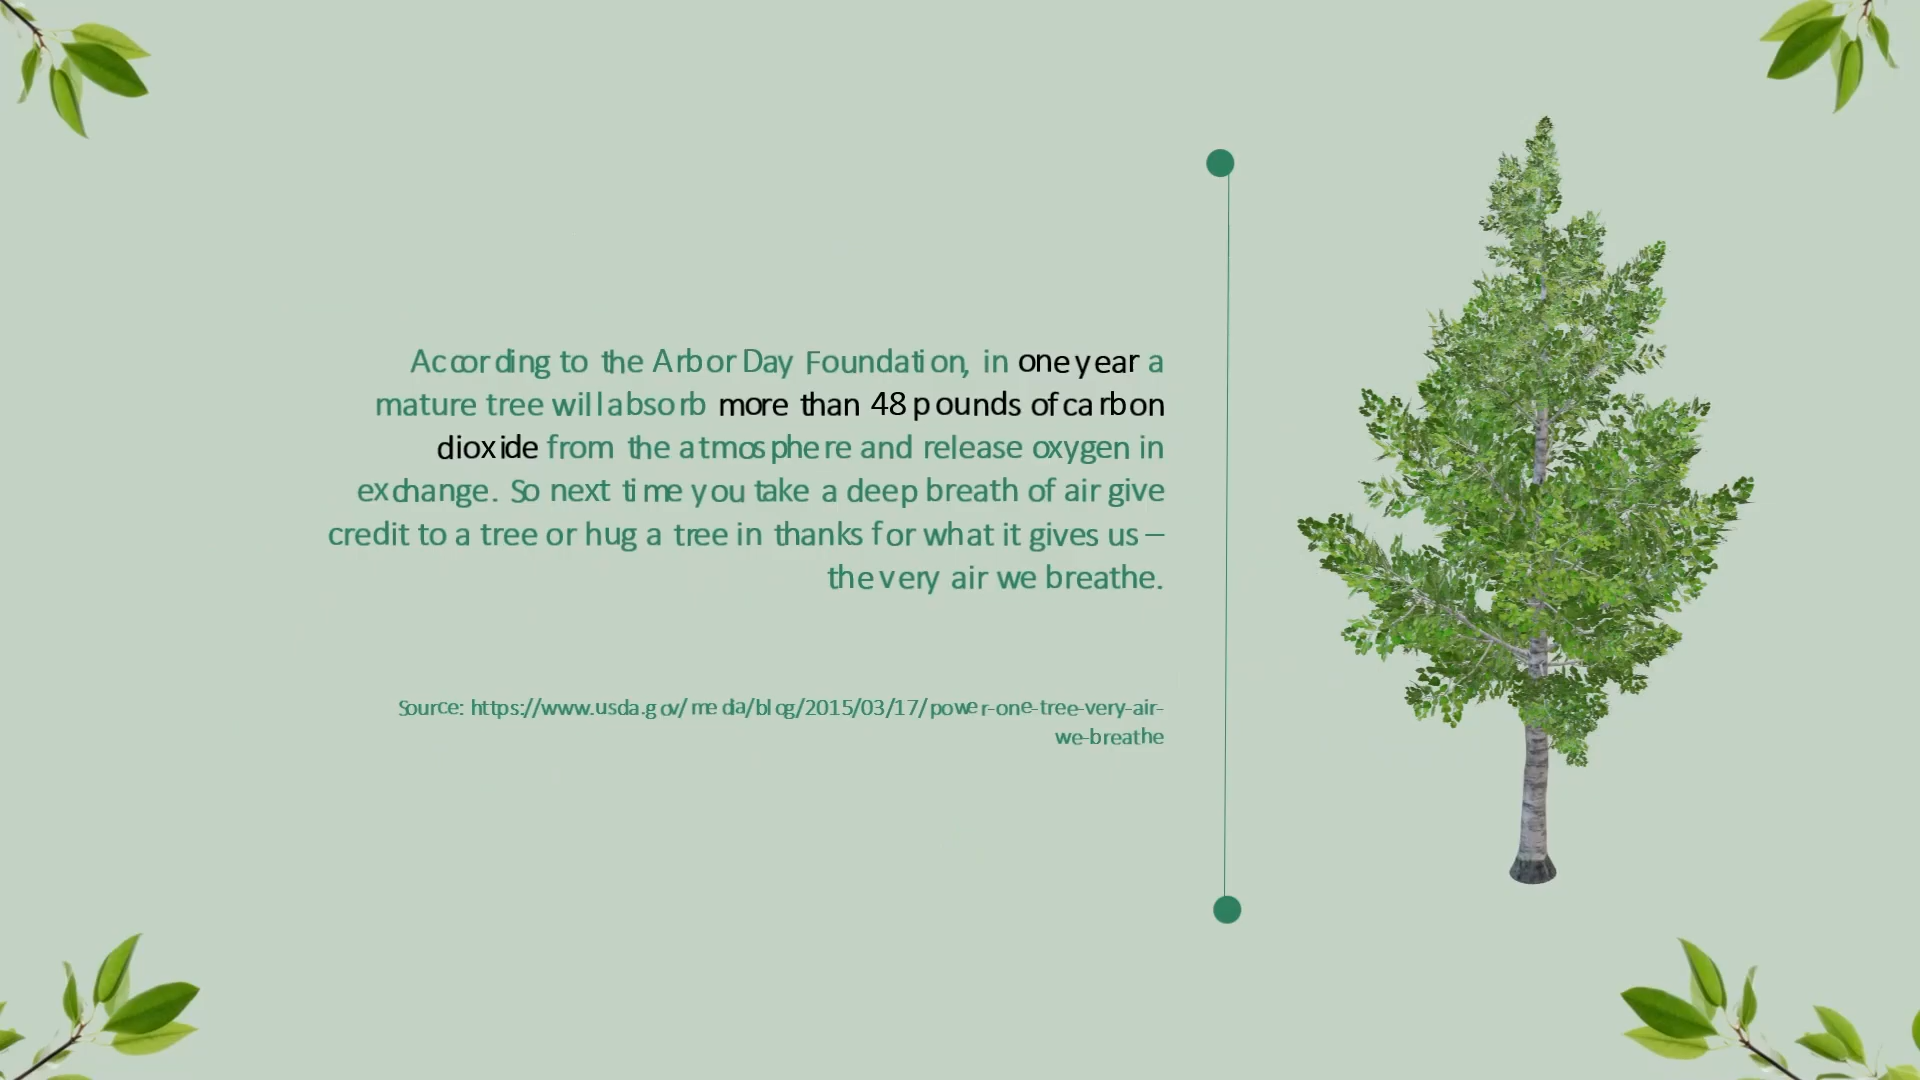 According to the Arbor Day Foundation, in one year a
mature tree will absorb more than 48 pounds of carbon
dioxide from the atmosphere and release oxygen in
exchange. So next time you take a deep breath of air give
credit to a tree or hug a tree in thanks for what it gives us –
the very air we breathe.
Source: https://www.usda.gov/media/blog/2015/03/17/power-one-tree-very-air-
we-breathe